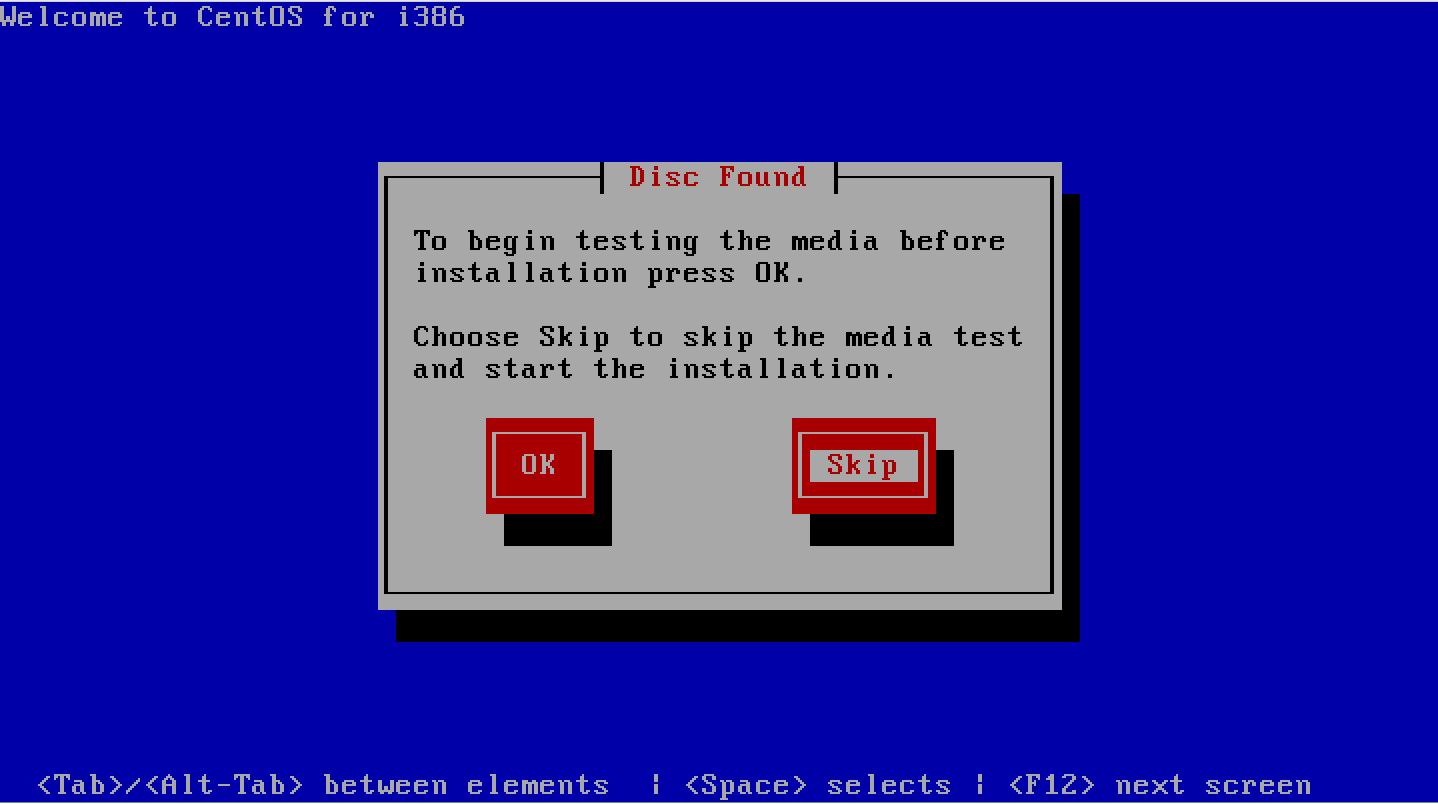 Welcome to CentOS for i386
Disc Found
To begin testing the media before
installation press OK.
Choose Skip to skip the media test
and start the installation.
OK
Skip
<Tab>/<Alt-Tab> between elements | <Space> selects | <F12> next screen